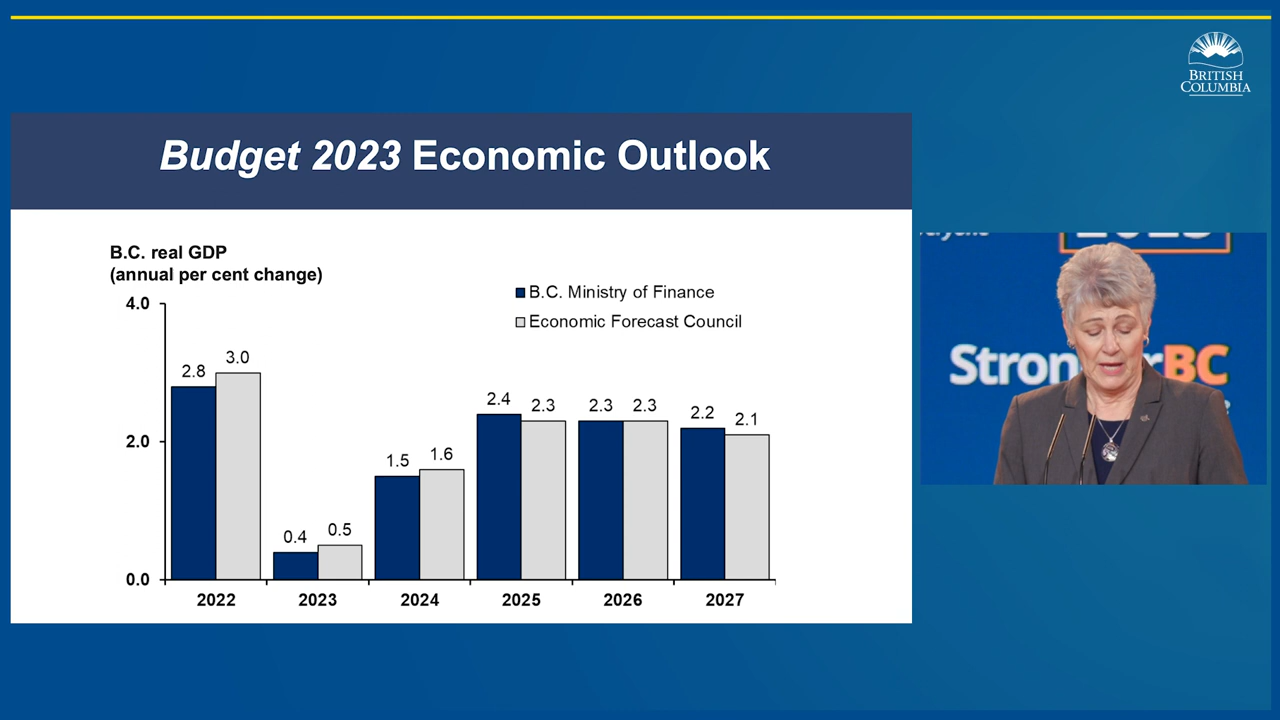 BRITISH
COLUMBIA
Budget 2023 Economic Outlook
B.C. real GDP
(annual per cent change)
B.C. Ministry of Finance
Economic Forecast Council
4.0
2.0
0.0
2.8
3.0
0.4
0.5
1.5
1.6
2.4
2.3
2.3
2.3
2.2
2.1
2022
2023
2024
2025
2026
2027
2023
BC